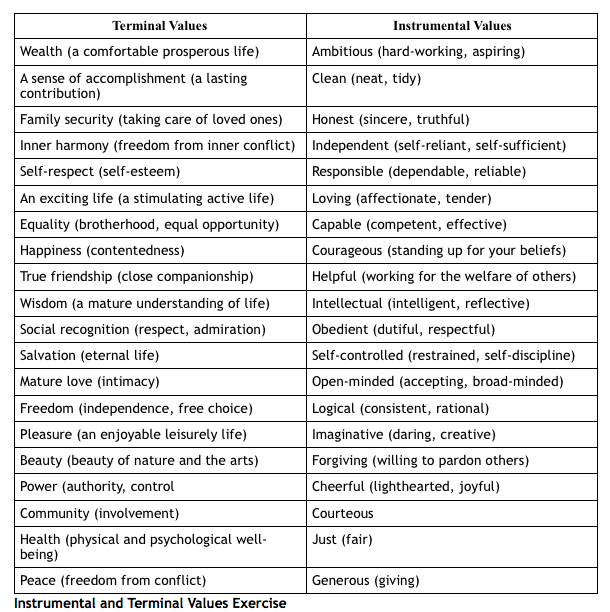 Terminal Values Instrumental Values
Wealth (a comfortable prosperous life) Ambitious (hard-working, aspiring)
A sense of accomplishment (a lasting Clean (neat, tidy)
contribution)
Family security (taking care of loved ones) Honest (sincere, truthful)
Inner harmony (freedom from inner conflict) Independent (self-reliant, self-sufficient)
Self-respect (self-esteem) Responsible (dependable, reliable)
An exciting life (a stimulating active life) Loving (affectionate, tender)
Equality (brotherhood, equal opportunity) Capable (competent, effective)
Happiness (contentedness) Courageous (standing up for your beliefs)
True friendship (close companionship) Helpful (working for the welfare of others)
Wisdom (a mature understanding of life) Intellectual (intelligent, reflective)
Social recognition (respect, admiration) Obedient (dutiful, respectful)
Salvation (eternal life) Self-controlled (restrained, self-discipline)
Mature love (intimacy) Open-minded (accepting, broad-minded)
Freedom (independence, free choice) Logical (consistent, rational)
Pleasure (an enjoyable leisurely life) Imaginative (daring, creative)
Beauty (beauty of nature and the arts) Forgiving (willing to pardon others)
Power (authority, control Cheerful (lighthearted, joyful)
Community (involvement) Courteous
Health (physical and psychological well- Just (fair)
being)
Peace (freedom from conflict) Generous (giving)
Instrumental and Terminal Values Exercise